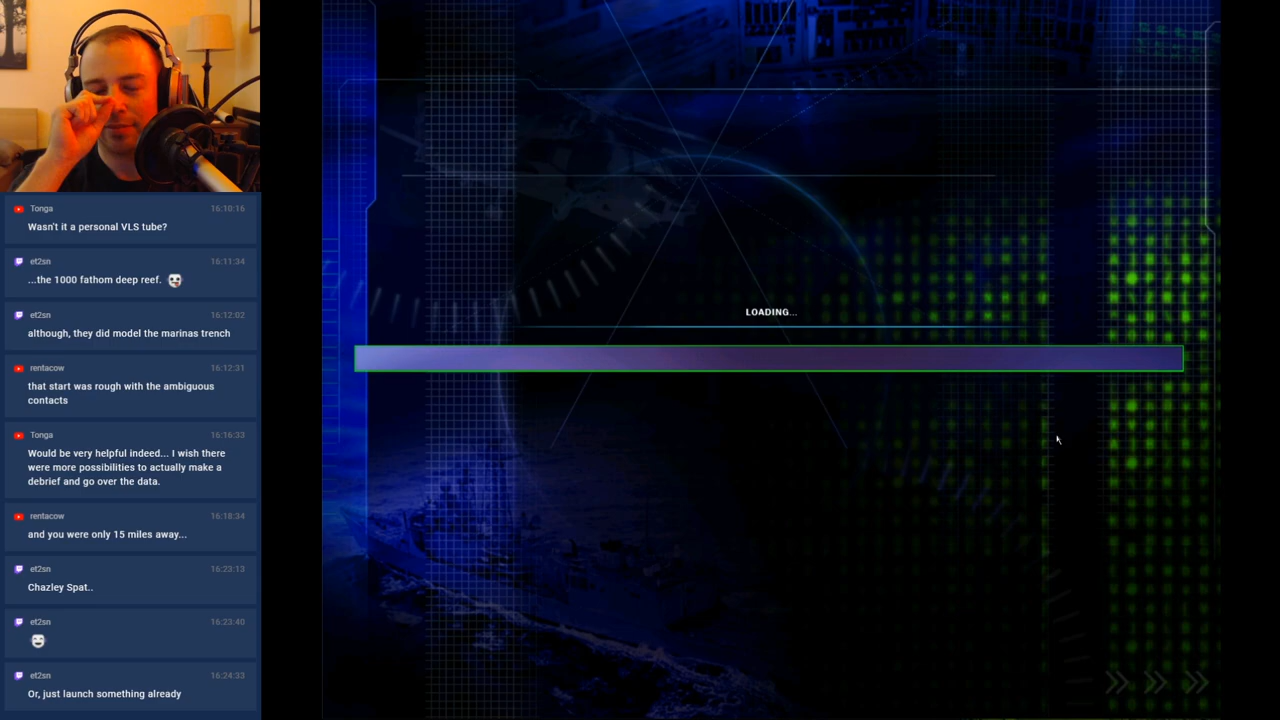 Tonga 16:10:16
Wasn't it a personal VLS tube?
et2sn 16:11:34
...the 1000 fathom deep reef.
et2sn 16:12:02
although, they did model the marinas trench
rentacow 16:12:31
that start was rough with the ambiguous
contacts
Tonga 16:16:33
Would be very helpful indeed... I wish there
were more possibilities to actually make a
debrief and go over the data.
rentacow 16:18:34
and you were only 15 miles away...
et2sn 16:23:13
Chazley Spat..
et2sn 16:23:40
et2sn 16:24:33
Or, just launch something already
LOADING...